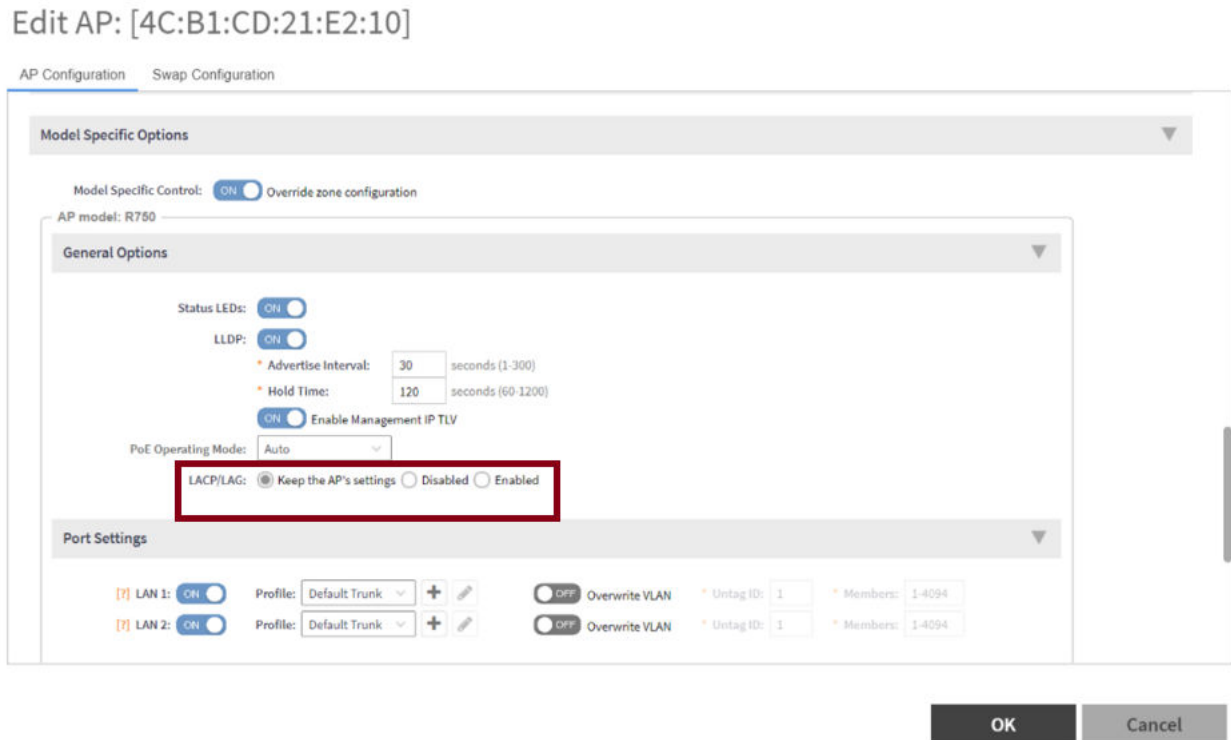 Edit AP: [4C:B1:CD:21:E2:10]
AP Configuration Swap Configuration
Model Specific Options
Model Specific Control: ON Override zone configuration
AP model: R750
General Options
Status LEDs: ON
LLDP: ON
* Advertise Interval: 30 seconds (1-300)
* Hold Time: 120 seconds (60-1200)
ON Enable Management IP TLV
PoE Operating Mode: Auto
LACP/LAG: Keep the AP's settings Disabled Enabled
Port Settings
[?] LAN 1: ON Profile: Default Trunk + OFF Overwrite VLAN * Untag ID: 1 * Members: 1-4094
[?] LAN 2: ON Profile: Default Trunk + OFF Overwrite VLAN * Untag ID: 1 * Members: 1-4094
OK Cancel